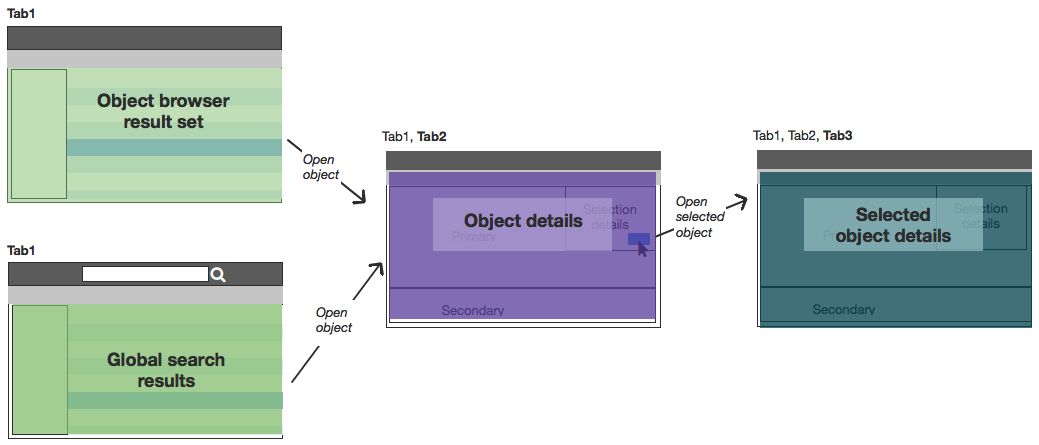 Tab1
Object browser
result set
Open
object
Tab1
Global search
results
Open
object
Tab1, Tab2
Object details
Selection
details
Primary
Secondary
Open
selected
object
Tab1, Tab2, Tab3
Selected
object details
Selection
details
Secondary